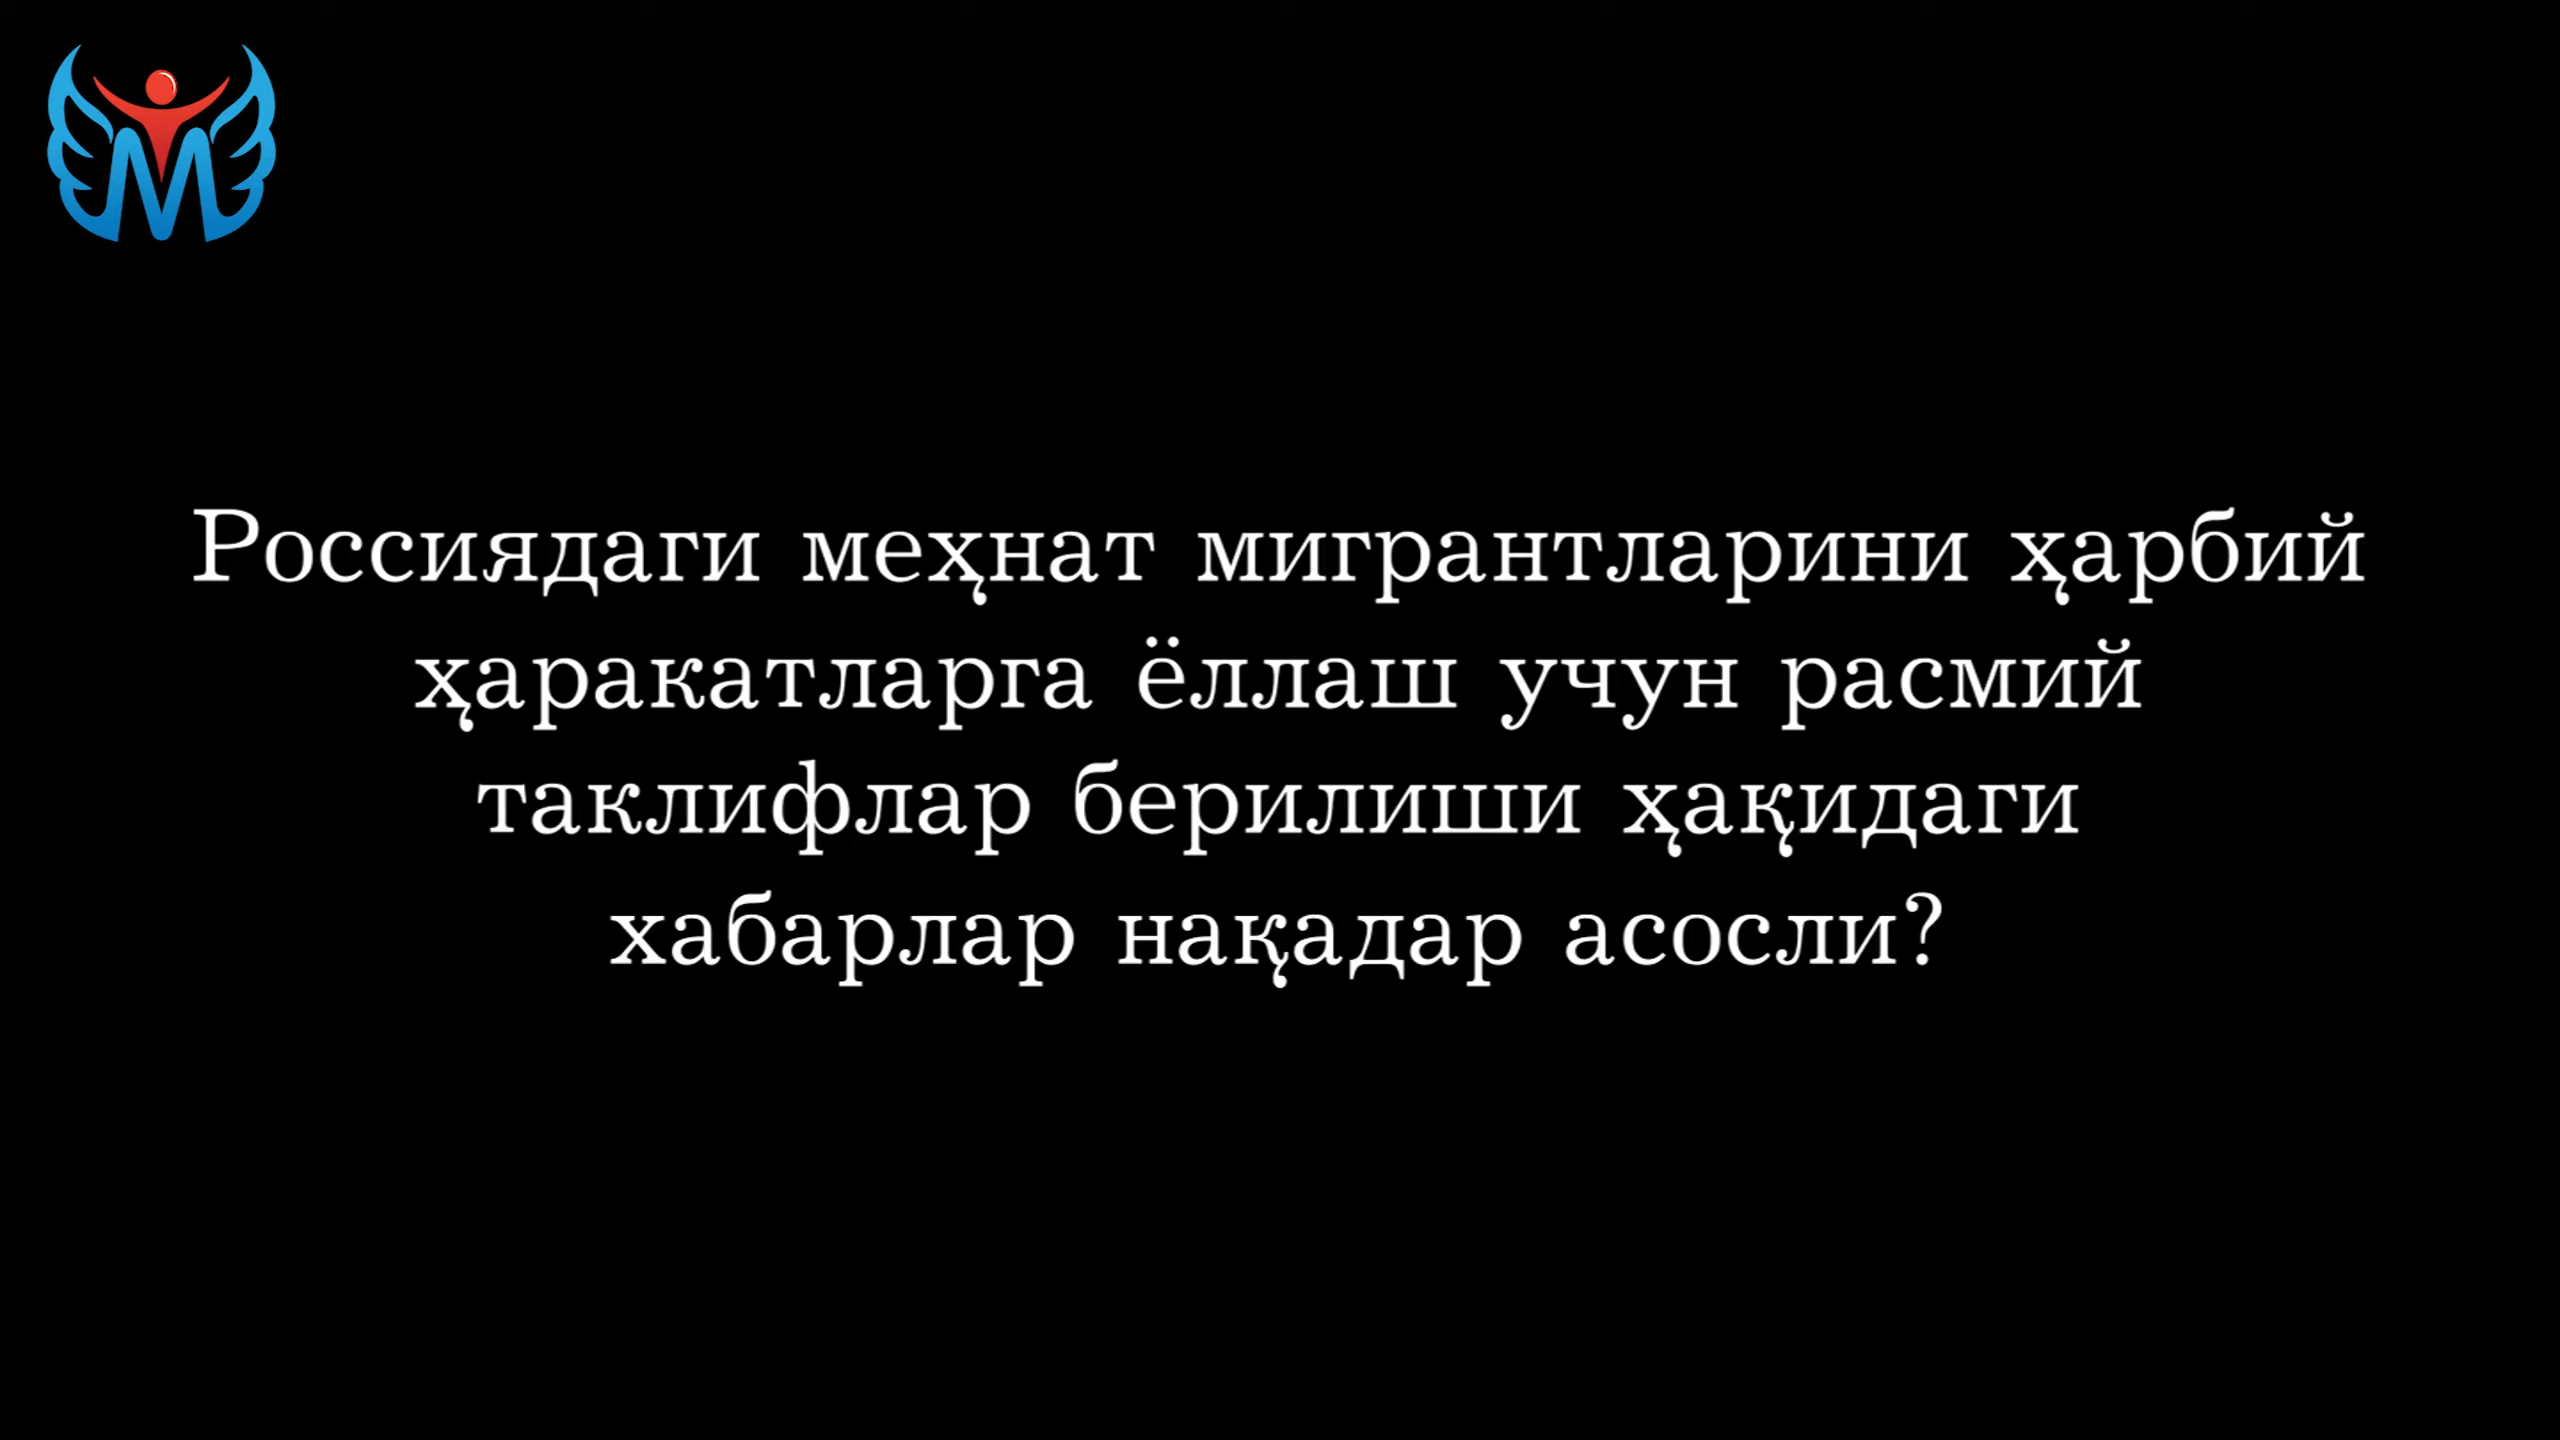 Россиядаги меҳнат мигрантларини ҳарбий
ҳаракатларга ёллаш учун расмий
таклифлар берилиши ҳақидаги
хабарлар нақадар асосли?